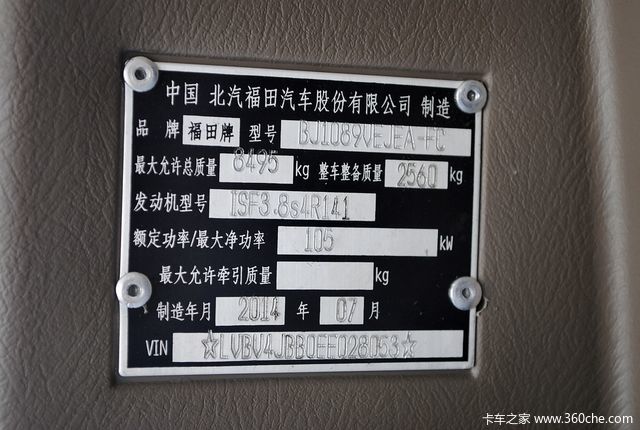 中国 北汽福田汽车股份有限公司 制造
品 牌 福田牌 型号 BJ1089VEJEA-FC
最大允许总质量 8495 kg 整车整备质量 2560 kg
发动机型号 ISF3.8s4R141
额定功率/最大净功率 105 kW
最大允许牵引质量 kg
制造年月 2014 年 07 月
VIN ☆LVBV4JBB0EE028053☆
卡车之家 www.360che.com